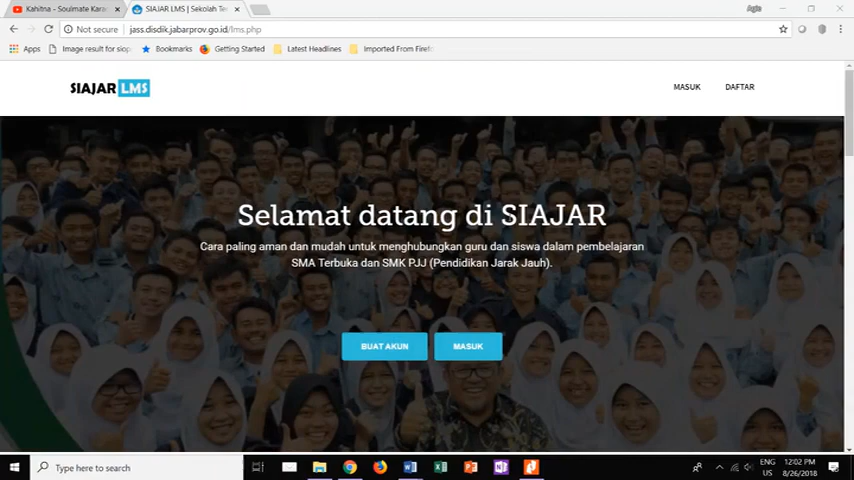 Kahitna - Soulmate Kara
SIAJAR LMS | Sekolah Te
Agis
Not secure
jass.disdik.jabarprov.go.id/lms.php
Apps
Image result for siap
Bookmarks
Getting Started
Latest Headlines
Imported From Firef
SIAJAR LMS
MASUK
DAFTAR
Selamat datang di SIAJAR
Cara paling aman dan mudah untuk menghubungkan guru dan siswa dalam pembelajaran
SMA Terbuka dan SMK PJJ (Pendidikan Jarak Jauh).
BUAT AKUN
MASUK
Type here to search
ENG
US
12:02 PM
8/26/2018